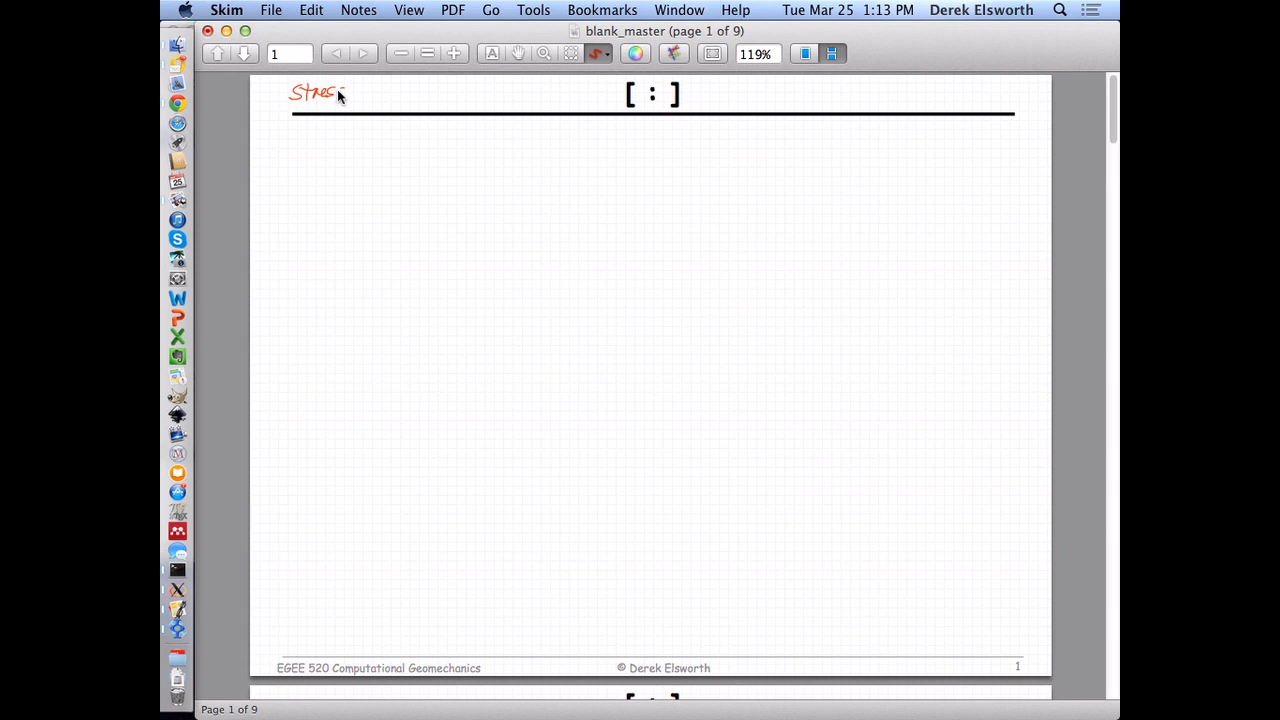 Skim File Edit Notes View PDF Go Tools Bookmarks Window Help Tue Mar 25 1:13 PM Derek Elsworth
blank_master (page 1 of 9)
1 119%
Stres
[ : ]
25
EGEE 520 Computational Geomechanics © Derek Elsworth 1
Page 1 of 9